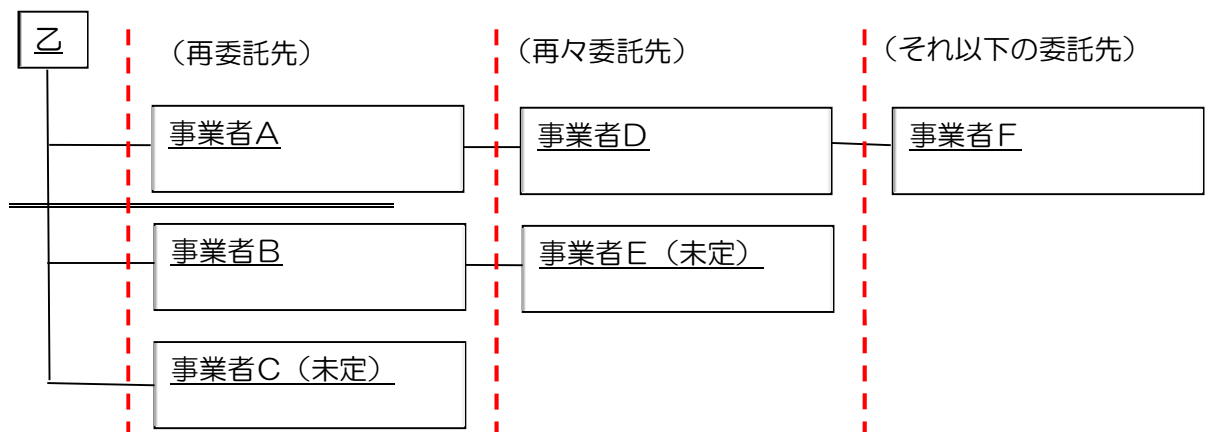 乙
(再委託先)
(再々委託先)
(それ以下の委託先)
事業者A
事業者D
事業者F
事業者B
事業者E(未定)
事業者C(未定)